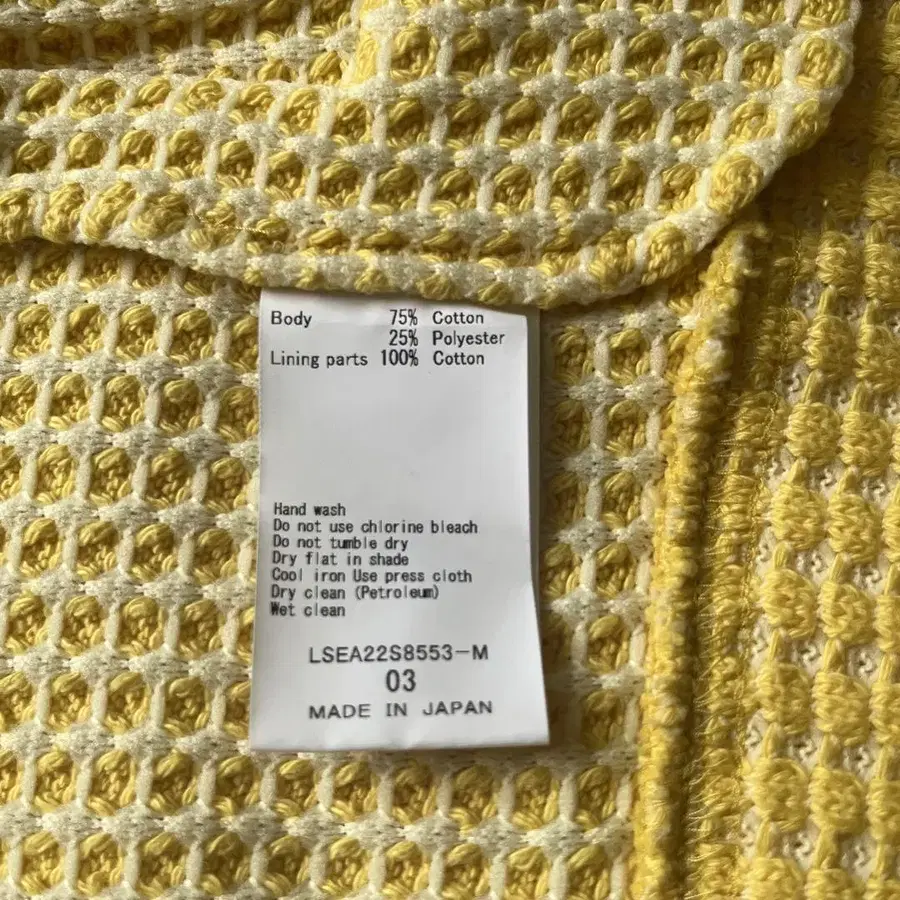 Body 75% Cotton
25% Polyester
Lining parts 100% Cotton
Hand wash
Do not use chlorine bleach
Do not tumble dry
Dry flat in shade
Cool iron Use press cloth
Dry clean (Petroleum)
Wet clean
LSEA22S8553-M
03
MADE IN JAPAN